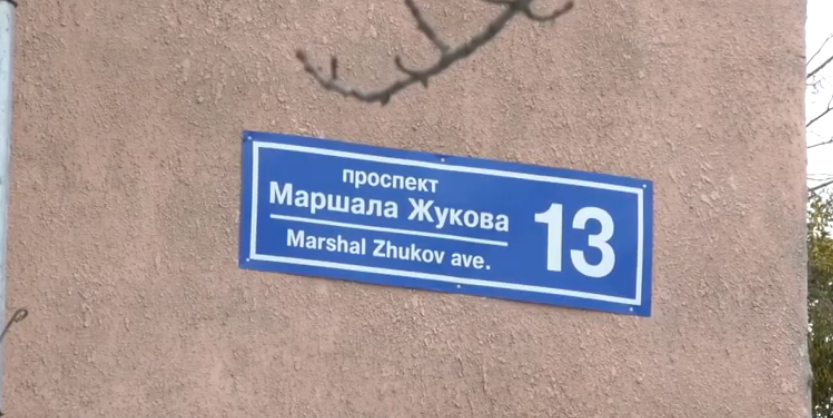 проспект
Маршала Жукова
Marshal Zhukov ave.
13